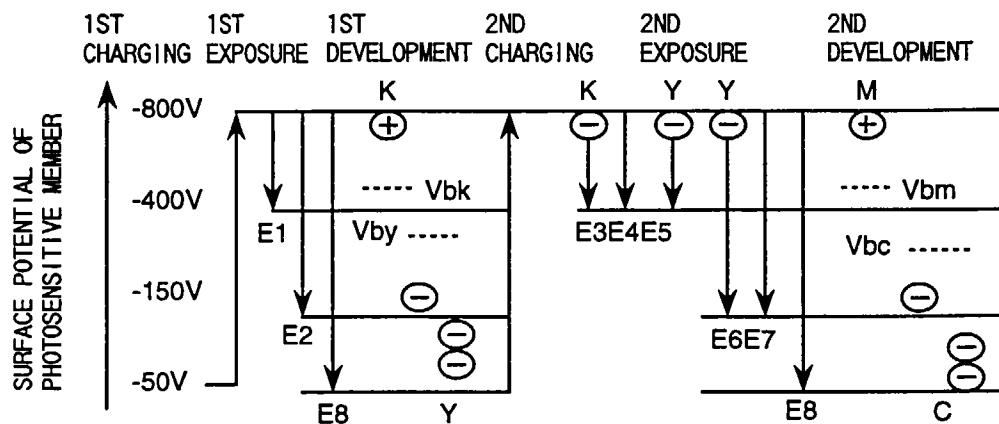 1ST CHARGING
1ST EXPOSURE
1ST DEVELOPMENT
2ND CHARGING
2ND EXPOSURE
2ND DEVELOPMENT
SURFACE POTENTIAL OF
PHOTOSENSITIVE MEMBER
K K Y Y M
-800V + - - - +
-400V Vbk Vbm
E1 Vby E3E4E5 Vbc
-150V - -
E2 - E6E7 -
-50V - -
E8 Y E8 C